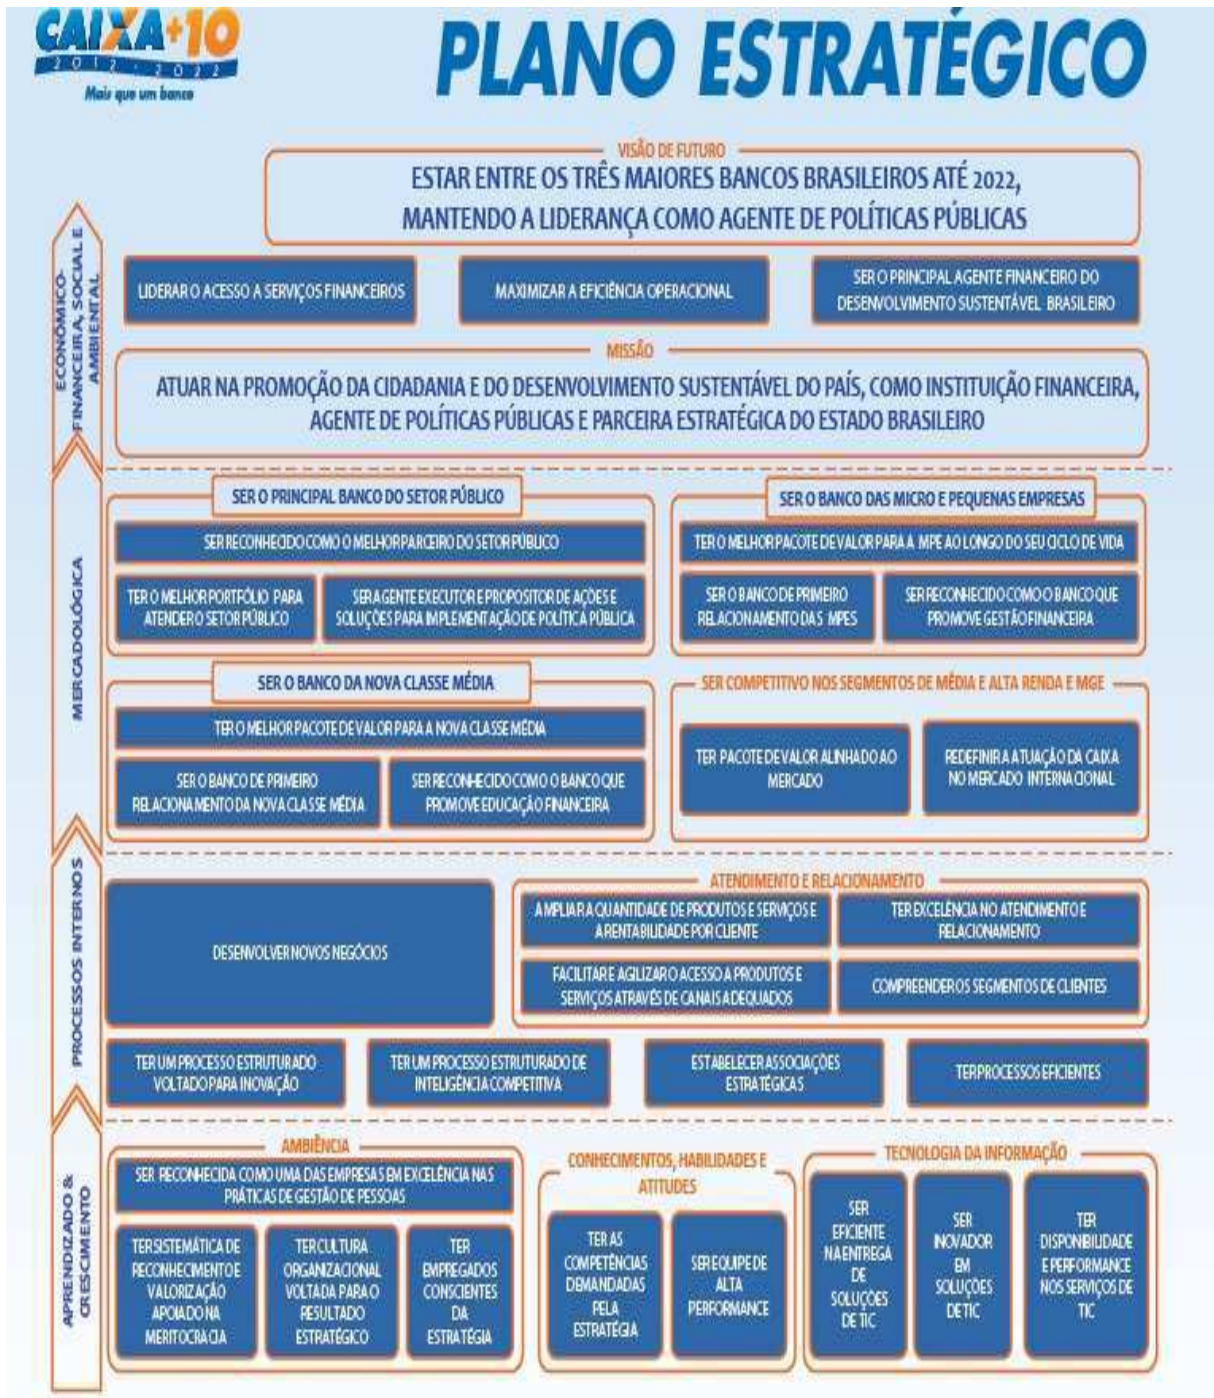 CAIXA+10
2012 - 2022
Mais que um banco
PLANO ESTRATÉGICO
VISÃO DE FUTURO
ESTAR ENTRE OS TRÊS MAIORES BANCOS BRASILEIROS ATÉ 2022,
MANTENDO A LIDERANÇA COMO AGENTE DE POLÍTICAS PÚBLICAS
ECONÔMICO-
FINANCEIRA, SOCIAL E
AMBIENTAL
LIDERAR O ACESSO A SERVIÇOS FINANCEIROS
MAXIMIZAR A EFICIÊNCIA OPERACIONAL
SER O PRINCIPAL AGENTE FINANCEIRO DO
DESENVOLVIMENTO SUSTENTÁVEL BRASILEIRO
MISSÃO
ATUAR NA PROMOÇÃO DA CIDADANIA E DO DESENVOLVIMENTO SUSTENTÁVEL DO PAÍS, COMO INSTITUIÇÃO FINANCEIRA,
AGENTE DE POLÍTICAS PÚBLICAS E PARCEIRA ESTRATÉGICA DO ESTADO BRASILEIRO
MERCADOLÓGICA
SER O PRINCIPAL BANCO DO SETOR PÚBLICO
SER RECONHECIDO COMO O MELHOR PARCEIRO DO SETOR PÚBLICO
TER O MELHOR PORTFÓLIO PARA
ATENDER O SETOR PÚBLICO
SER AGENTE EXECUTOR E PROPOSITOR DE AÇÕES E
SOLUÇÕES PARA IMPLEMENTAÇÃO DE POLÍTICA PÚBLICA
SER O BANCO DAS MICRO E PEQUENAS EMPRESAS
TER O MELHOR PACOTE DE VALOR PARA A MPE AO LONGO DO SEU CICLO DE VIDA
SER O BANCO DE PRIMEIRO
RELACIONAMENTO DAS MPES
SER RECONHECIDO COMO O BANCO QUE
PROMOVE GESTÃO FINANCEIRA
SER O BANCO DA NOVA CLASSE MÉDIA
TER O MELHOR PACOTE DE VALOR PARA A NOVA CLASSE MÉDIA
SER O BANCO DE PRIMEIRO
RELACIONAMENTO DA NOVA CLASSE MÉDIA
SER RECONHECIDO COMO O BANCO QUE
PROMOVE EDUCAÇÃO FINANCEIRA
SER COMPETITIVO NOS SEGMENTOS DE MÉDIA E ALTA RENDA E MGE
TER PACOTE DE VALOR ALINHADO AO
MERCADO
REDEFINIR A ATUAÇÃO DA CAIXA
NO MERCADO INTERNACIONAL
PROCESSOS INTERNOS
DESENVOLVER NOVOS NEGÓCIOS
ATENDIMENTO E RELACIONAMENTO
AMPLIAR A QUANTIDADE DE PRODUTOS E SERVIÇOS E
A RENTABILIDADE POR CLIENTE
TER EXCELÊNCIA NO ATENDIMENTO E
RELACIONAMENTO
FACILITAR E AGILIZAR O ACESSO A PRODUTOS E
SERVIÇOS ATRAVÉS DE CANAIS ADEQUADOS
COMPREENDER OS SEGMENTOS DE CLIENTES
TER UM PROCESSO ESTRUTURADO
VOLTADO PARA INOVAÇÃO
TER UM PROCESSO ESTRUTURADO DE
INTELIGÊNCIA COMPETITIVA
ESTABELECER ASSOCIAÇÕES
ESTRATÉGICAS
TER PROCESSOS EFICIENTES
APRENDIZADO &
CRESCIMENTO
AMBIÊNCIA
SER RECONHECIDA COMO UMA DAS EMPRESAS EM EXCELÊNCIA NAS
PRÁTICAS DE GESTÃO DE PESSOAS
TER SISTEMÁTICA DE
RECONHECIMENTO E
VALORIZAÇÃO
APOIADO NA
MERITOCRACIA
TER CULTURA
ORGANIZACIONAL
VOLTADA PARA O
RESULTADO
ESTRATÉGICO
TER
EMPREGADOS
CONSCIENTES
DA
ESTRATÉGIA
CONHECIMENTOS, HABILIDADES E
ATITUDES
TER AS
COMPETÊNCIAS
DEMANDADAS
PELA
ESTRATÉGIA
SER EQUIPE DE
ALTA
PERFORMANCE
TECNOLOGIA DA INFORMAÇÃO
SER
EFICIENTE
NA ENTREGA
DE
SOLUÇÕES
DE TIC
SER
INOVADOR
EM
SOLUÇÕES
DE TIC
TER
DISPONIBILIDADE
E PERFORMANCE
NOS SERVIÇOS DE
TIC